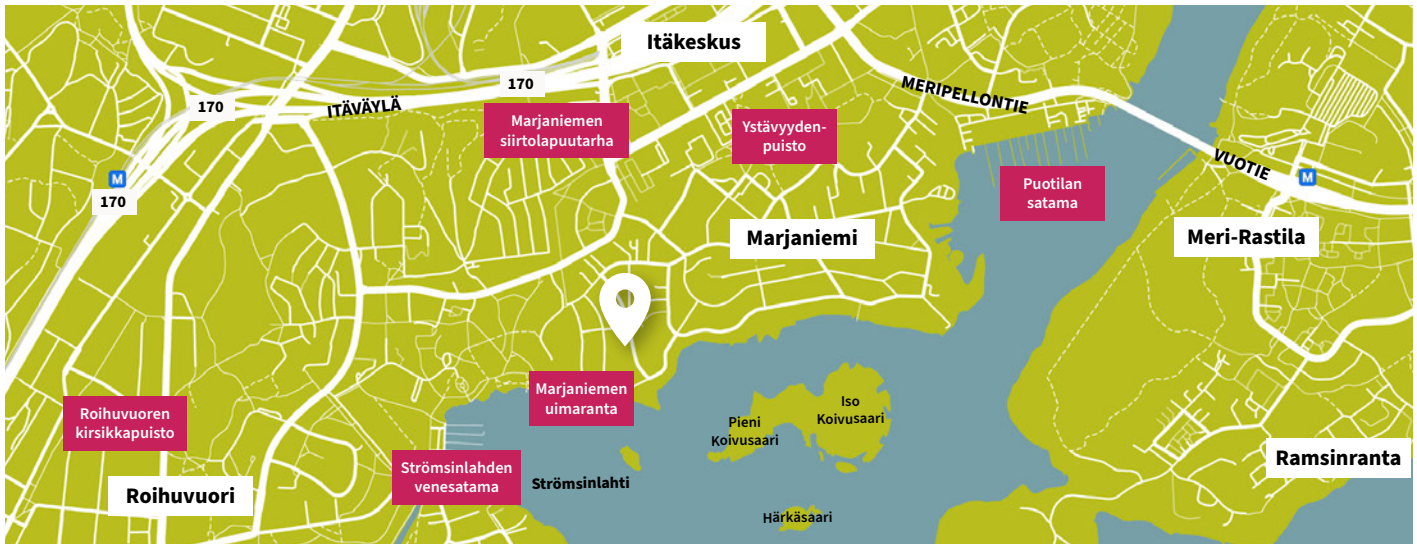 Itäkeskus
170
MERIPELLONTIE
170
ITÄVÄYLÄ
Marjaniemen
siirtolapuutarha
Ystävyyden-
puisto
VUOTIE
M
M
170
Puotilan
satama
Marjaniemi
Meri-Rastila
Marjaniemen
uimaranta
Roihuvuoren
kirsikkapuisto
Pieni
Koivusaari
Iso
Koivusaari
Strömsinlahden
venesatama
Strömsinlahti
Ramsinranta
Roihuvuori
Härkäsaari